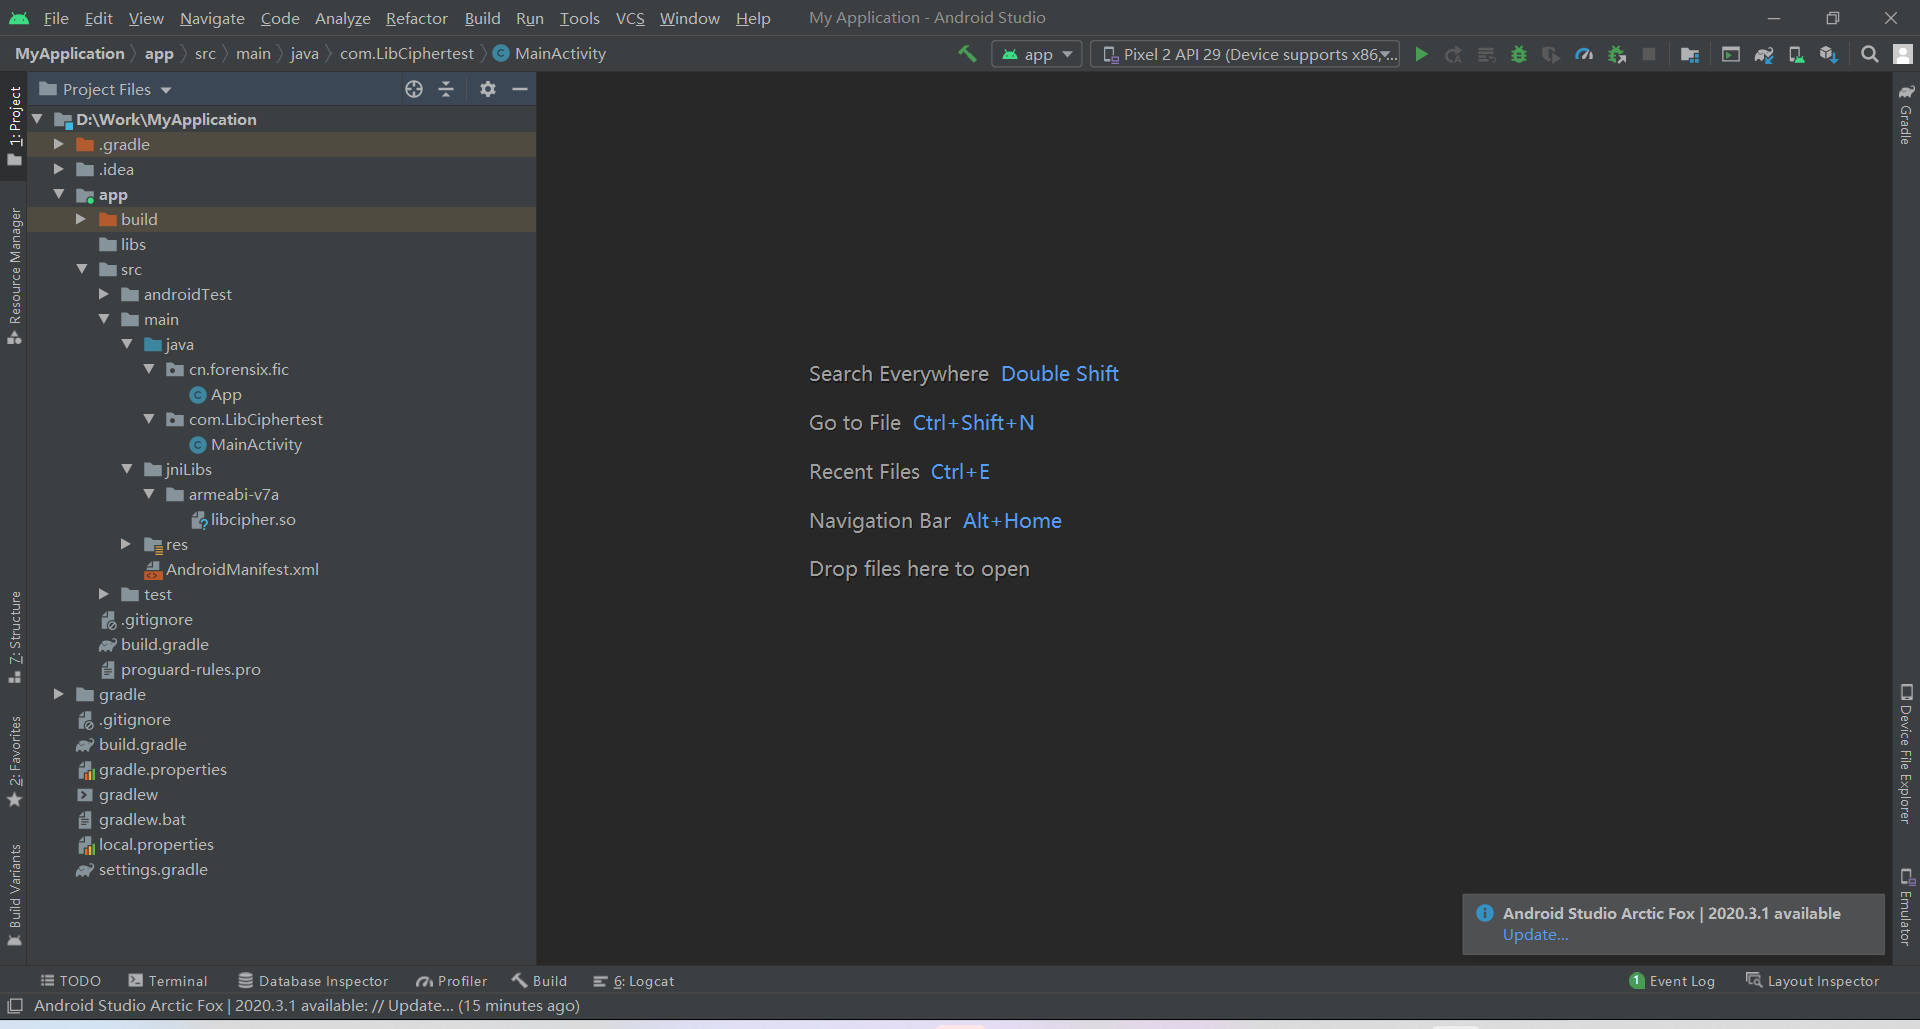 File Edit View Navigate Code Analyze Refactor Build Run Tools VCS Window Help My Application - Android Studio
MyApplication app src main java com.LibCiphertest MainActivity
app Pixel 2 API 29 (Device supports x86,...
Project Files
D:\Work\MyApplication
.gradle
.idea
app
build
libs
src
androidTest
main
java
cn.forensix.fic
App
com.LibCiphertest
MainActivity
jniLibs
armeabi-v7a
libcipher.so
res
AndroidManifest.xml
test
.gitignore
build.gradle
proguard-rules.pro
gradle
.gitignore
build.gradle
gradle.properties
gradlew
gradlew.bat
local.properties
settings.gradle
1: Project
Resource Manager
7: Structure
2: Favorites
Build Variants
Search Everywhere Double Shift
Go to File Ctrl+Shift+N
Recent Files Ctrl+E
Navigation Bar Alt+Home
Drop files here to open
Gradle
Device File Explorer
Emulator
Android Studio Arctic Fox | 2020.3.1 available
Update...
TODO Terminal Database Inspector Profiler Build 6: Logcat 1 Event Log Layout Inspector
Android Studio Arctic Fox | 2020.3.1 available: // Update... (15 minutes ago)